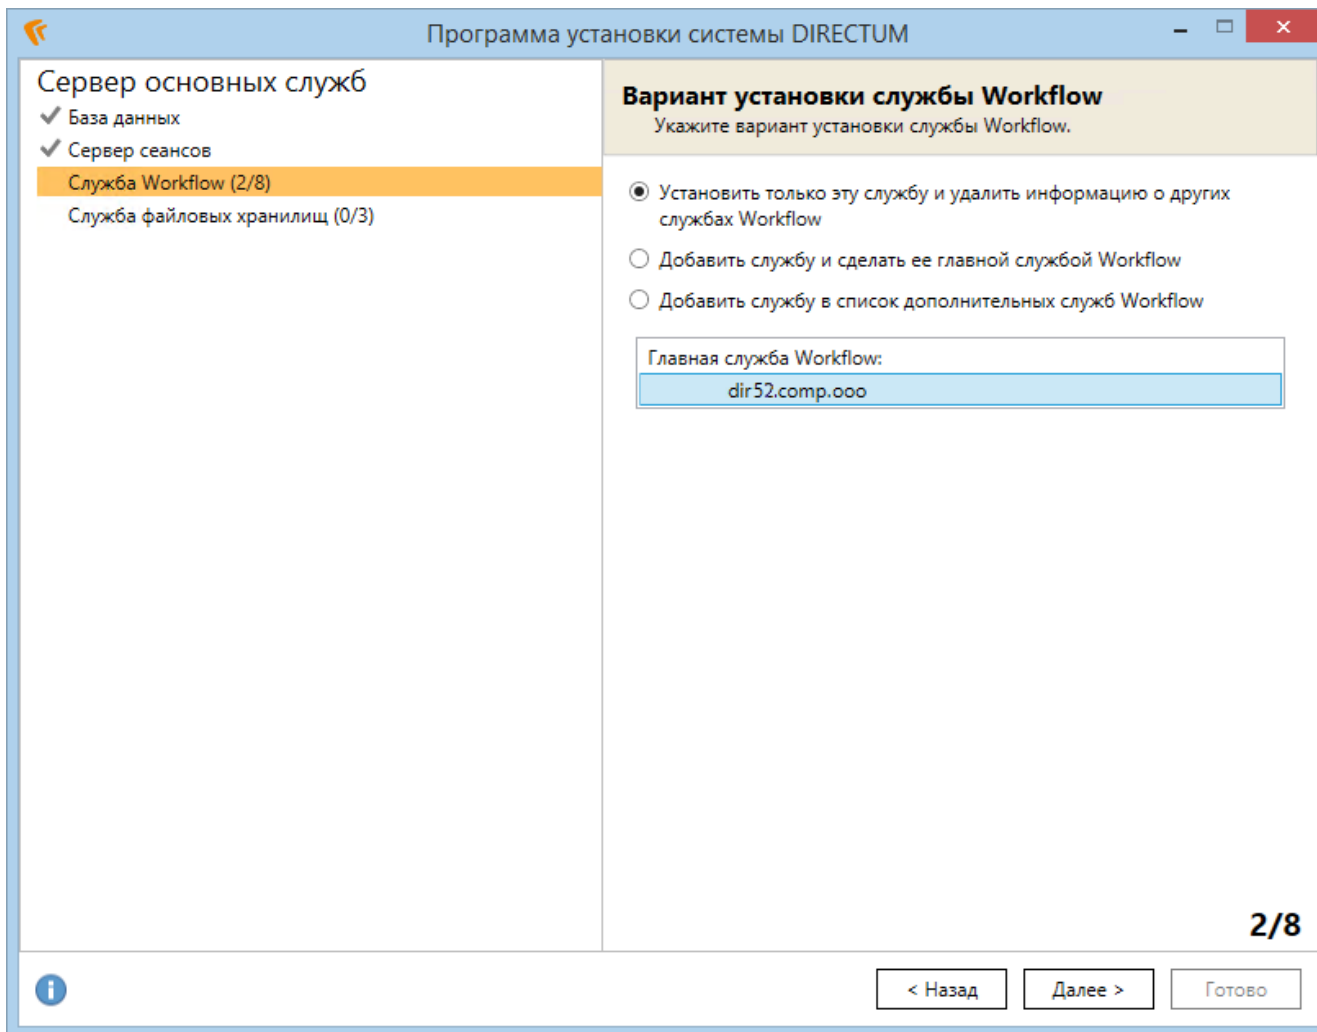 Программа установки системы DIRECTUM
Сервер основных служб
База данных
Сервер сеансов
Служба Workflow (2/8)
Служба файловых хранилищ (0/3)
Вариант установки службы Workflow
Укажите вариант установки службы Workflow.
Установить только эту службу и удалить информацию о других
службах Workflow
Добавить службу и сделать ее главной службой Workflow
Добавить службу в список дополнительных служб Workflow
Главная служба Workflow:
dir52.comp.ooo
2/8
< Назад
Далее >
Готово